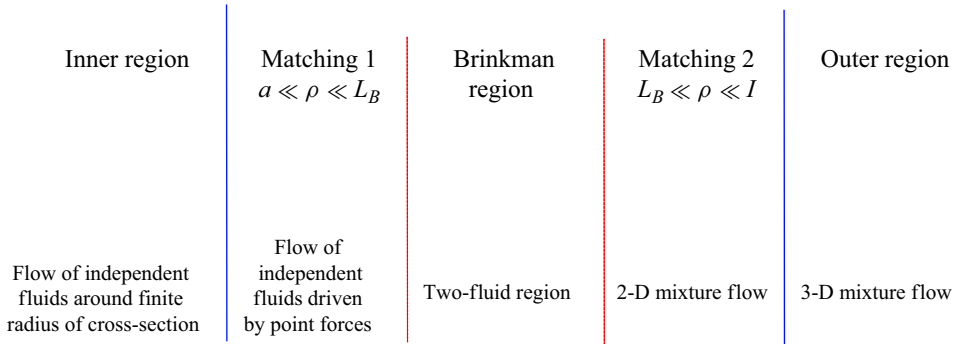 Inner region
Matching 1
a ≪ ρ ≪ L_B
Brinkman
region
Matching 2
L_B ≪ ρ ≪ I
Outer region
Flow of independent
fluids around finite
radius of cross-section
Flow of
independent
fluids driven
by point forces
Two-fluid region
2-D mixture flow
3-D mixture flow